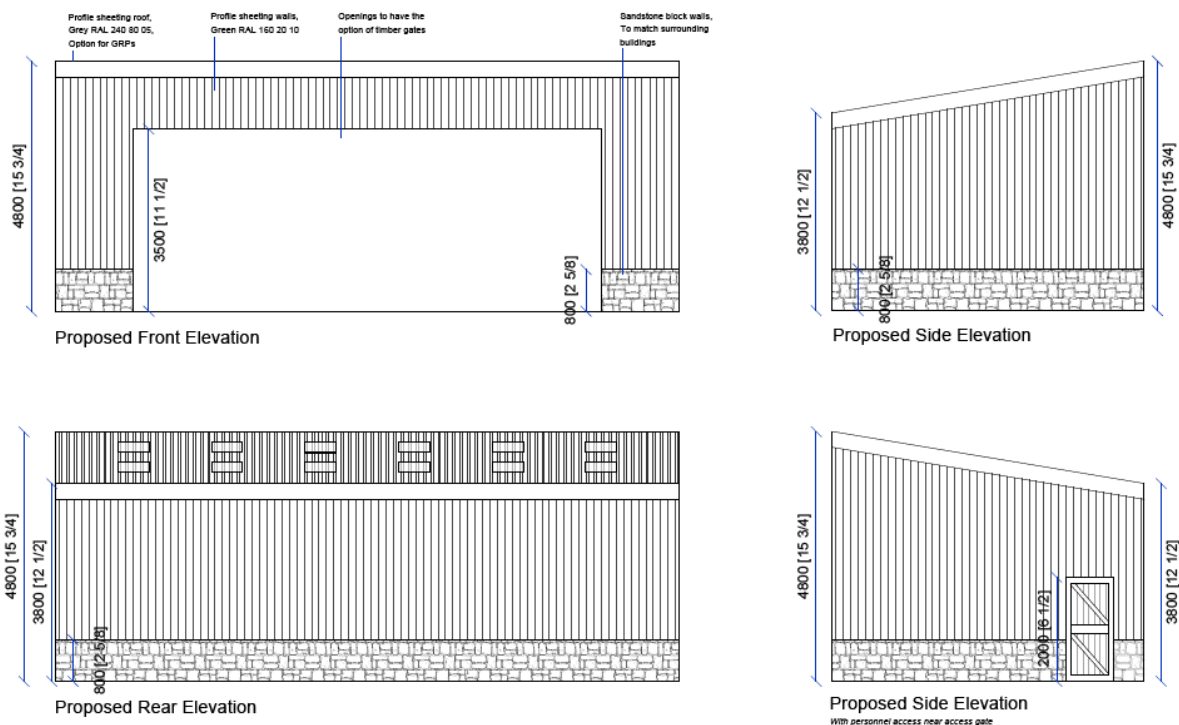 Profile sheeting roof,
Grey RAL 240 80 05,
Option for GRPs
Profile sheeting walls,
Green RAL 160 20 10
Openings to have the
option of timber gates
Sandstone block walls,
To match surrounding
buildings
4800 [15 3/4]
3500 [11 1/2]
800 [2 5/8]
Proposed Front Elevation
3800 [12 1/2]
800 [2 5/8]
4800 [15 3/4]
Proposed Side Elevation
4800 [15 3/4]
3800 [12 1/2]
800 [2 5/8]
Proposed Rear Elevation
4800 [15 3/4]
2000 [6 1/2]
3800 [12 1/2]
Proposed Side Elevation
With personnel access near access gate